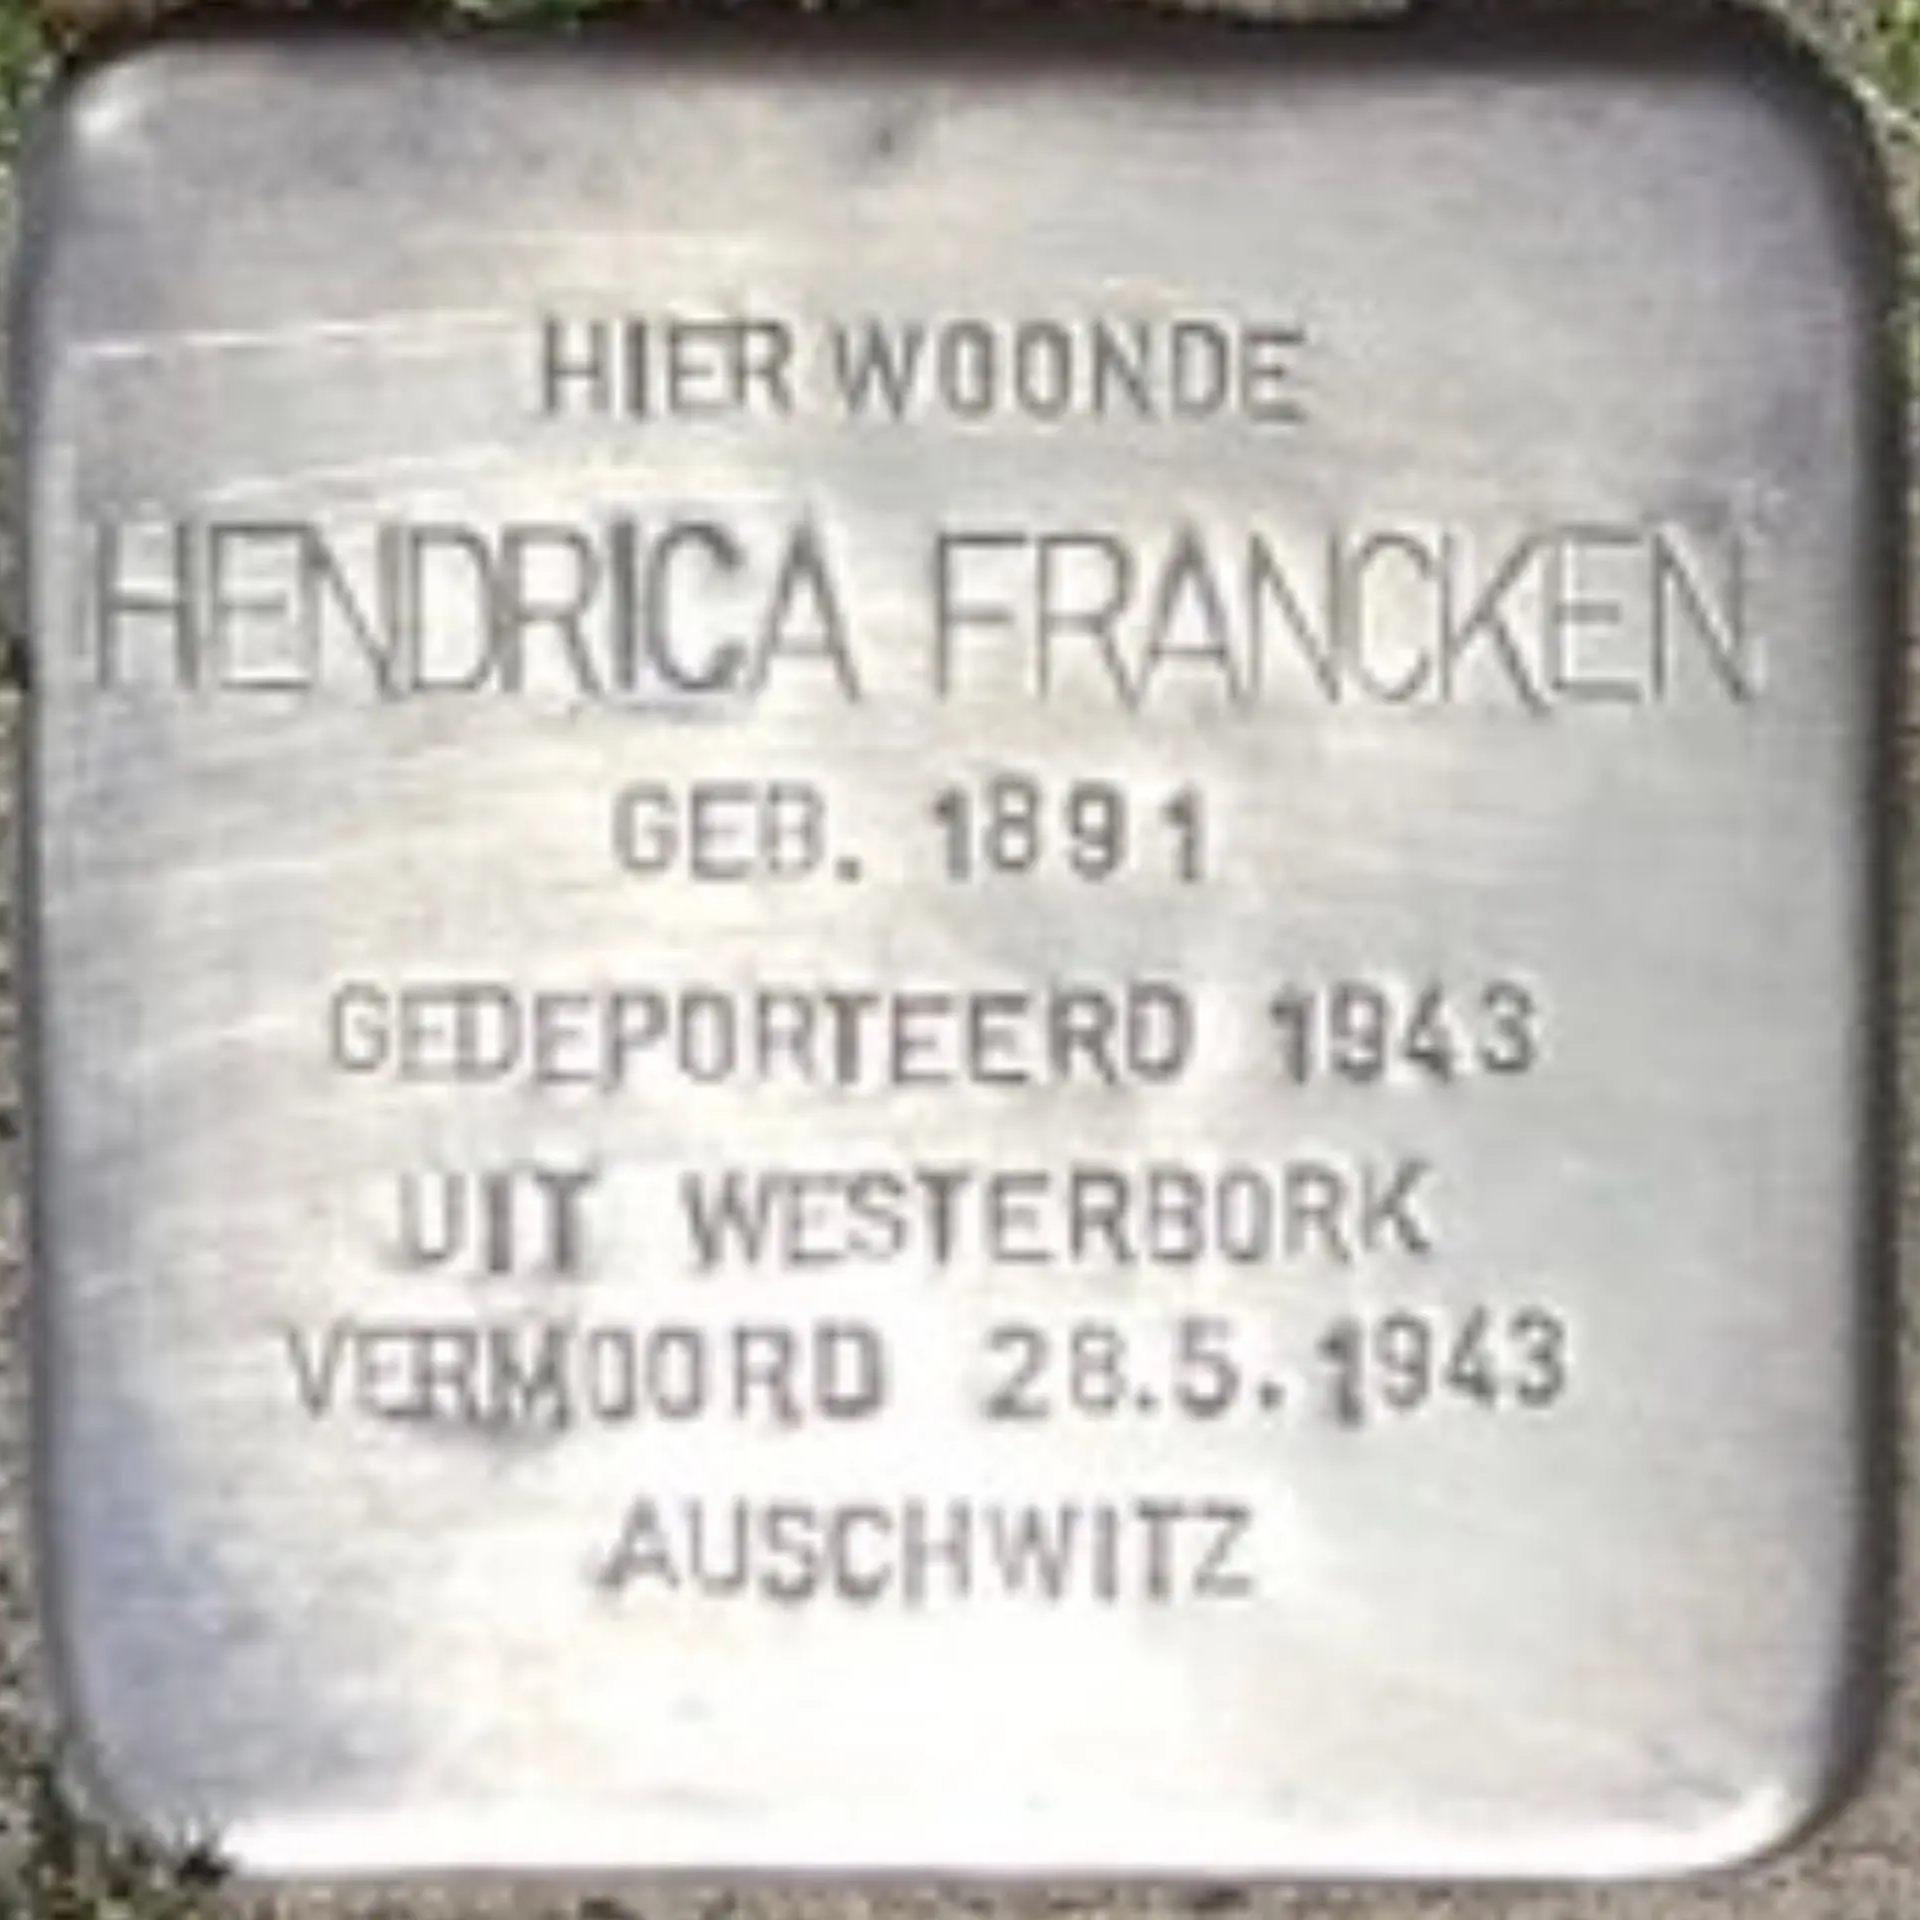 HIER WOONDE
HENDRICA FRANCKEN
GEB. 1891
GEDEPORTEERD 1943
UIT WESTERBORK
VERMOORD 28.5.1943
AUSCHWITZ